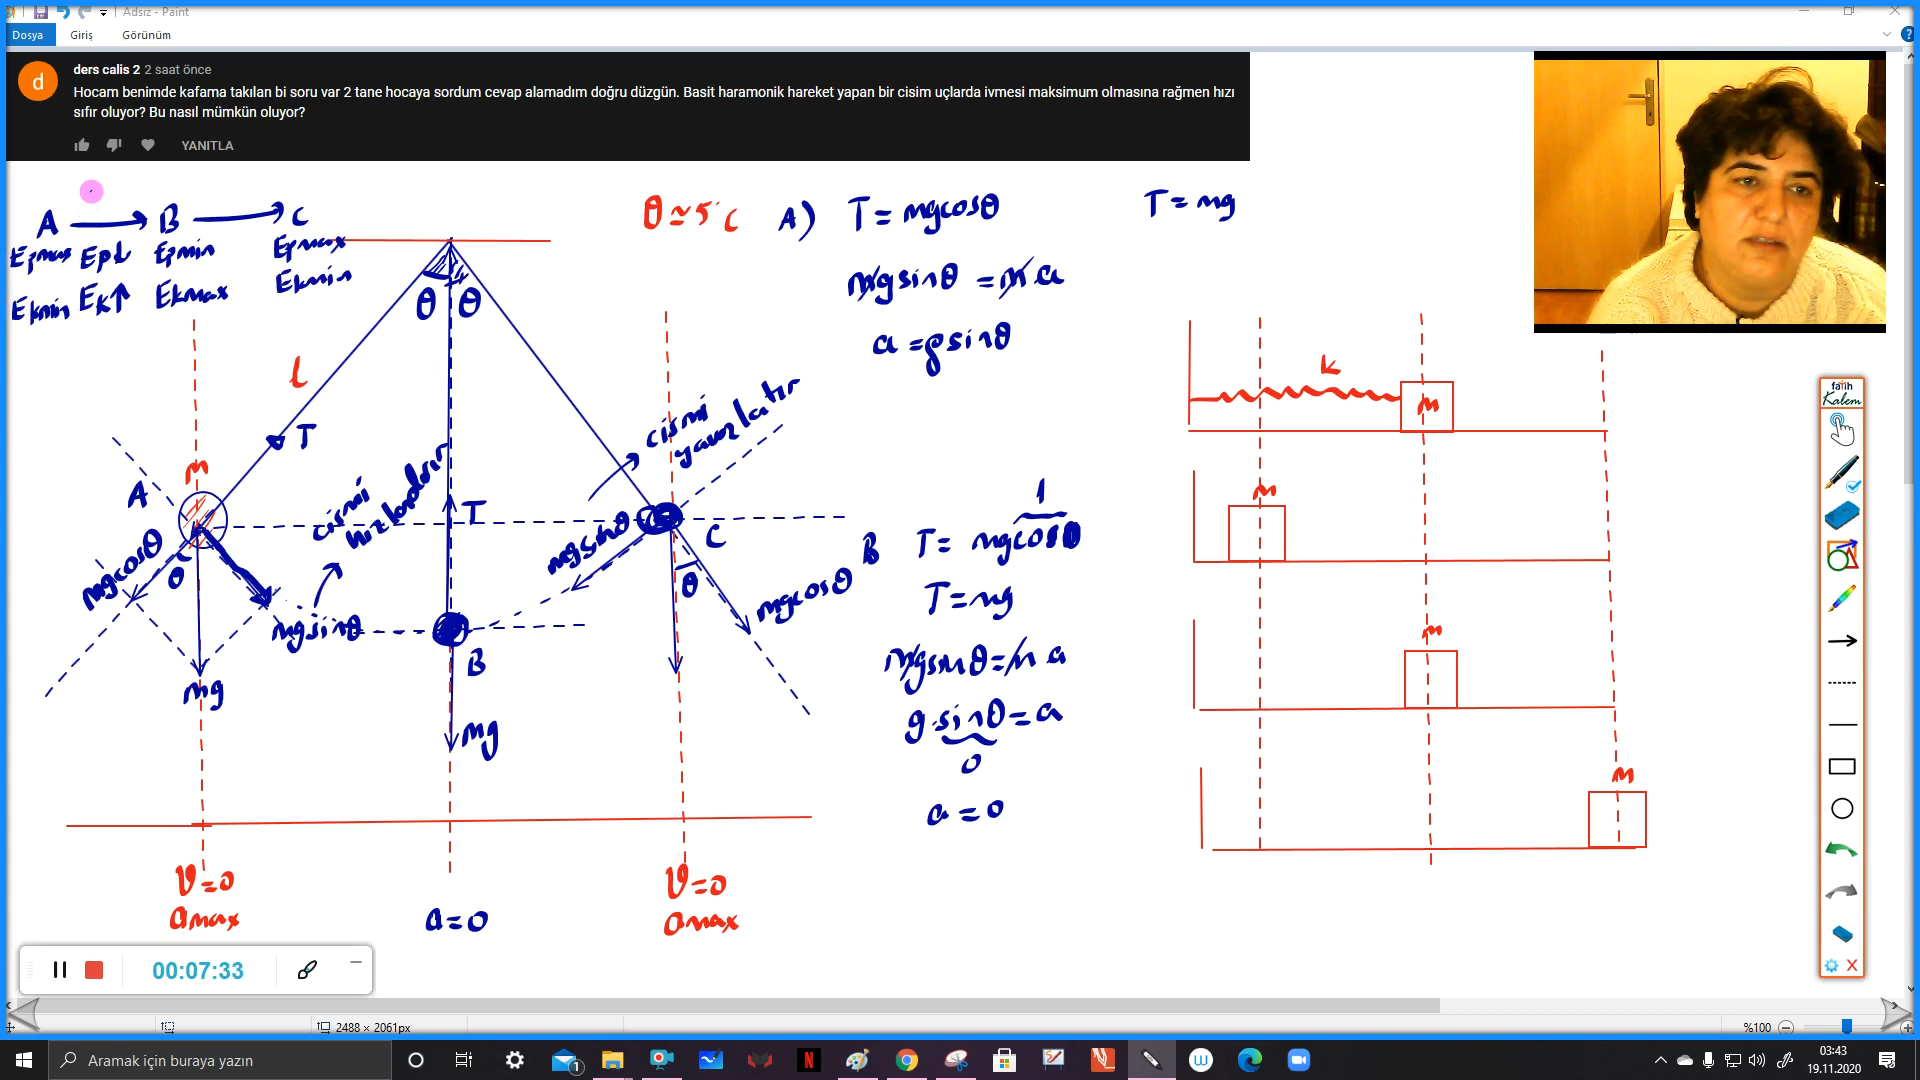 Adsız - Paint
Dosya Giriş Görünüm
d
ders calis 2 2 saat önce
Hocam benimde kafama takılan bi soru var 2 tane hocaya sordum cevap alamadım doğru düzgün. Basit haramonik hareket yapan bir cisim uçlarda ivmesi maksimum olmasına rağmen hızı
sıfır oluyor? Bu nasıl mümkün oluyor?
YANITLA
A B C
Epmax Ep↓ Epmin Epmax
Ekmin Ek↑ Ekmax Ekmin
θ≃5°C
A) T = mgcosθ
mgsinθ = ma
a = gsinθ
T = mg
θ θ
l
T
m
A
mgcosθ
θ
mg
mgsinθ
cismi
hızlandırır
T
B
mg
cismi
yavaşlatır
mgsinθ
C
θ
mgcosθ
B T = mgcosθ
1
T = mg
mgsinθ = ma
g.sinθ = a
0
a = 0
k
m
m
m
m
V=0
amax
a=0
V=0
amax
fatih
Kalem
00:07:33
2488 × 2061px
%100
Aramak için buraya yazın
1
03:43
19.11.2020